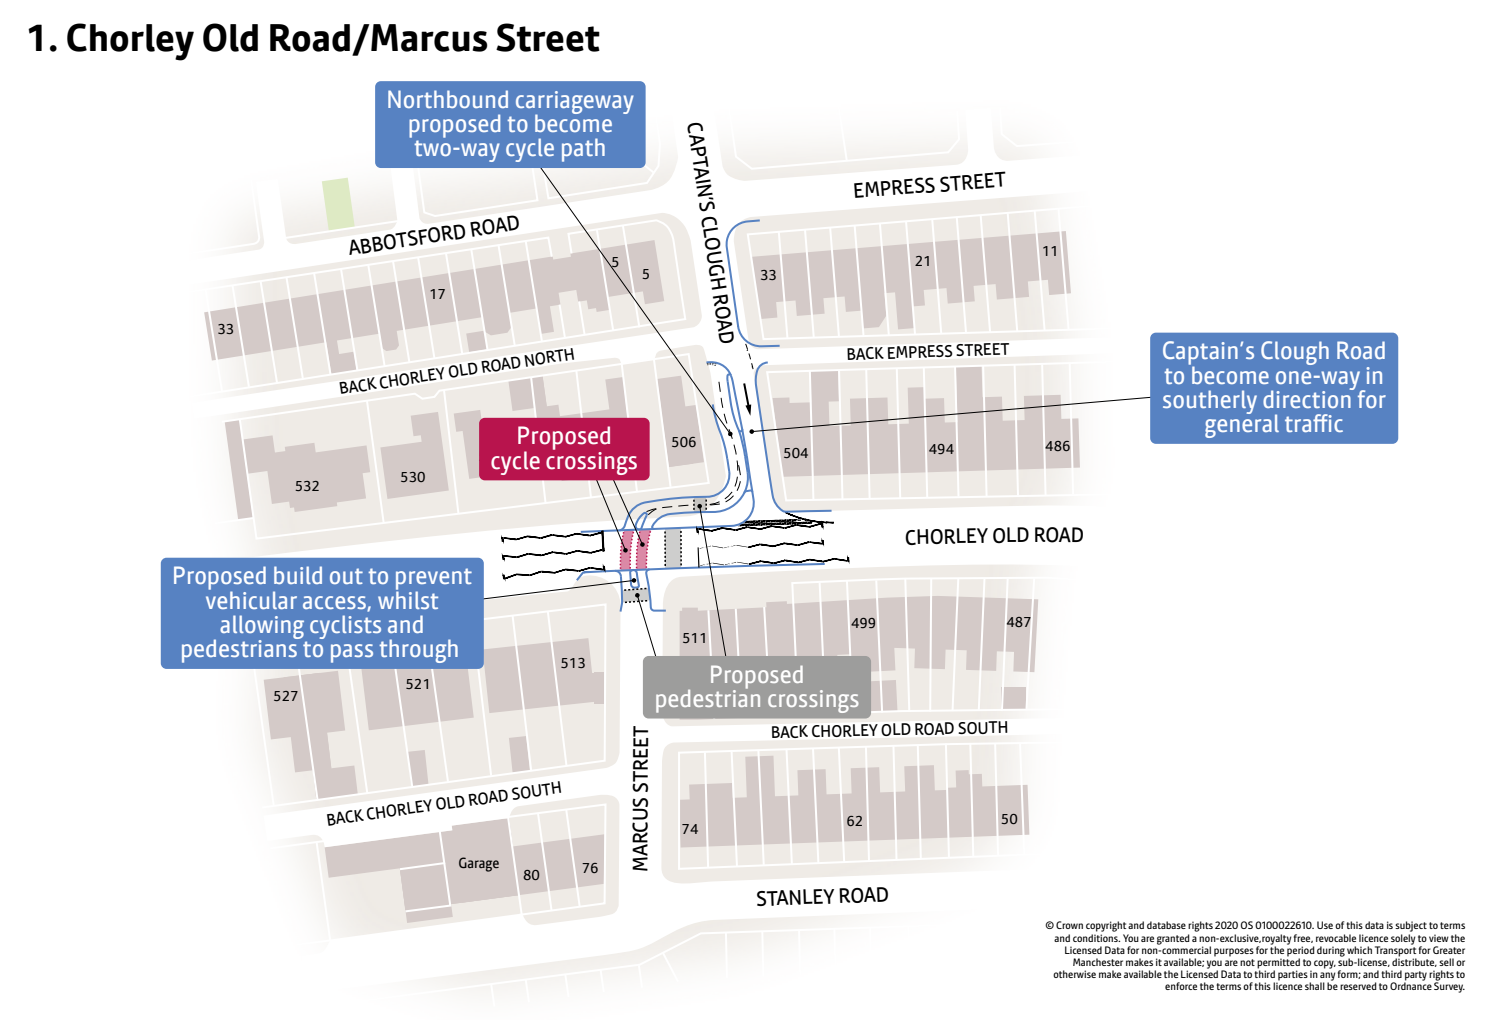 1. Chorley Old Road/Marcus Street
Northbound carriageway
proposed to become
two-way cycle path
CAPTAIN'S CLOUGH ROAD
EMPRESS STREET
ABBOTSFORD ROAD
5
5
17
33
33
21
11
BACK CHORLEY OLD ROAD NORTH
BACK EMPRESS STREET
Captain's Clough Road
to become one-way in
southerly direction for
general traffic
Proposed
cycle crossings
506
504
494
486
532
530
CHORLEY OLD ROAD
Proposed build out to prevent
vehicular access, whilst
allowing cyclists and
pedestrians to pass through
511
499
487
513
521
527
Proposed
pedestrian crossings
BACK CHORLEY OLD ROAD SOUTH
MARCUS STREET
BACK CHORLEY OLD ROAD SOUTH
74
62
50
Garage
80
76
STANLEY ROAD
© Crown copyright and database rights 2020 OS 0100022610. Use of this data is subject to terms
and conditions. You are granted a non-exclusive,royalty free, revocable licence solely to view the
Licensed Data for non-commercial purposes for the period during which Transport for Greater
Manchester makes it available; you are not permitted to copy, sub-license, distribute, sell or
otherwise make available the Licensed Data to third parties in any form; and third party rights to
enforce the terms of this licence shall be reserved to Ordnance Survey.